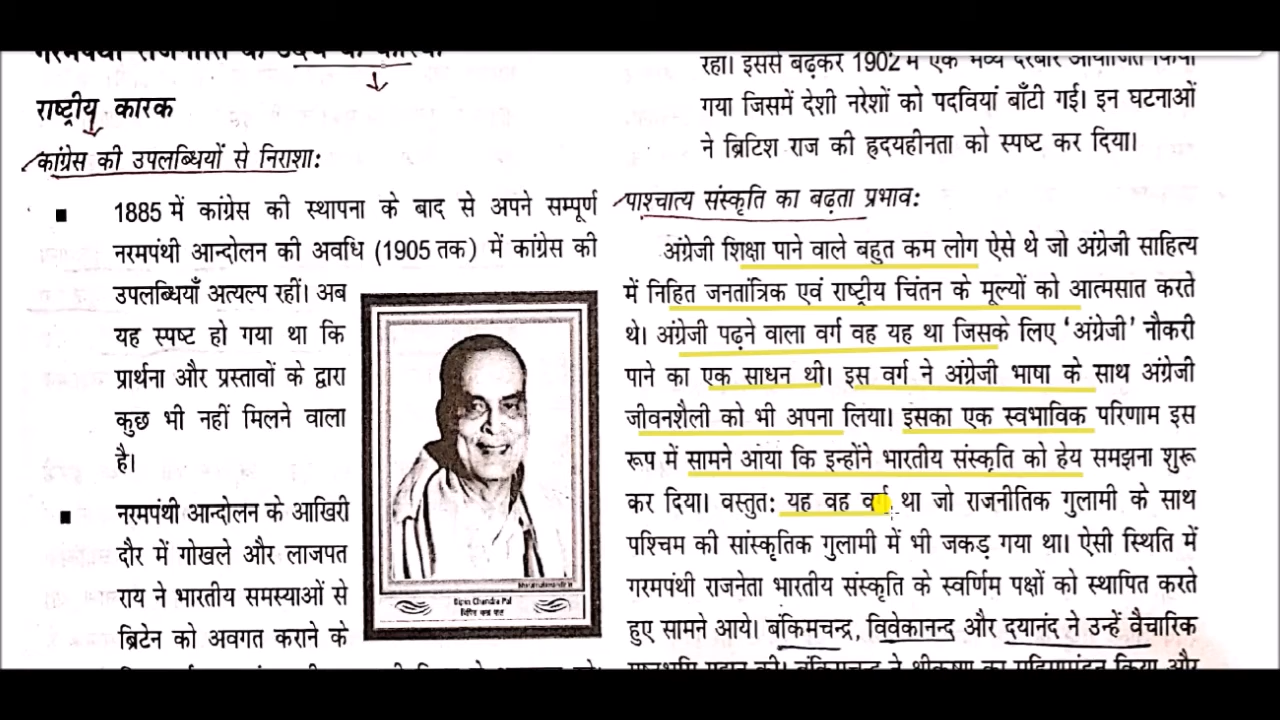 गरमपंथी राजनीति के उदय के कारण
राष्ट्रीय कारक
कांग्रेस की उपलब्धियों से निराशा:
■ 1885 में कांग्रेस की स्थापना के बाद से अपने सम्पूर्ण
नरमपंथी आन्दोलन की अवधि (1905 तक) में कांग्रेस की
उपलब्धियाँ अत्यल्प रहीं। अब
यह स्पष्ट हो गया था कि
प्रार्थना और प्रस्तावों के द्वारा
कुछ भी नहीं मिलने वाला
है।
■ नरमपंथी आन्दोलन के आखिरी
दौर में गोखले और लाजपत
राय ने भारतीय समस्याओं से
ब्रिटेन को अवगत कराने के
Bipin Chandra Pal
रहा। इससे बढ़कर 1902 में एक भव्य दरबार आयोजित किया
गया जिसमें देशी नरेशों को पदवियां बाँटी गई। इन घटनाओं
ने ब्रिटिश राज की ह्रदयहीनता को स्पष्ट कर दिया।
पाश्चात्य संस्कृति का बढ़ता प्रभाव:
अंग्रेजी शिक्षा पाने वाले बहुत कम लोग ऐसे थे जो अंग्रेजी साहित्य
में निहित जनतांत्रिक एवं राष्ट्रीय चिंतन के मूल्यों को आत्मसात करते
थे। अंग्रेजी पढ़ने वाला वर्ग वह यह था जिसके लिए ‘अंग्रेजी’ नौकरी
पाने का एक साधन थी। इस वर्ग ने अंग्रेजी भाषा के साथ अंग्रेजी
जीवनशैली को भी अपना लिया। इसका एक स्वभाविक परिणाम इस
रूप में सामने आया कि इन्होंने भारतीय संस्कृति को हेय समझना शुरू
कर दिया। वस्तुतः यह वह वर्ग था जो राजनीतिक गुलामी के साथ
पश्चिम की सांस्कृतिक गुलामी में भी जकड़ गया था। ऐसी स्थिति में
गरमपंथी राजनेता भारतीय संस्कृति के स्वर्णिम पक्षों को स्थापित करते
हुए सामने आये। बंकिमचन्द्र, विवेकानन्द और दयानंद ने उन्हें वैचारिक